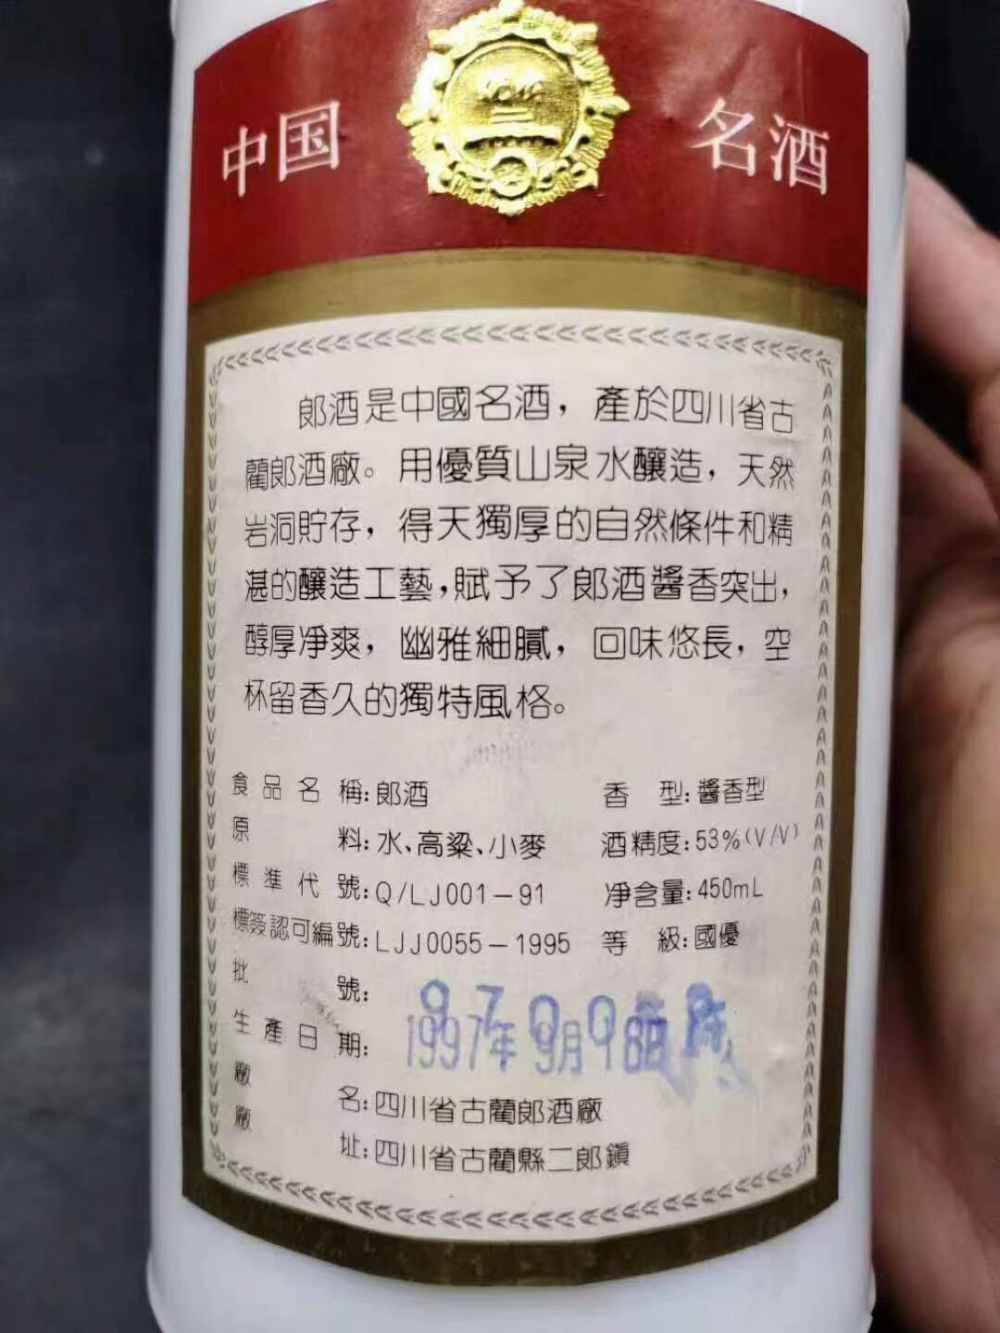 中国 名酒
郎酒是中國名酒，產於四川省古
藺郎酒廠。用優質山泉水釀造，天然
岩洞貯存，得天獨厚的自然條件和精
湛的釀造工藝，賦予了郎酒醬香突出，
醇厚凈爽，幽雅細膩，回味悠長，空
杯留香久的獨特風格。
食品名稱：郎酒 香型：醬香型
原料：水、高粱、小麥 酒精度：53%(V/V)
標準代號：Q/LJ001-91 凈含量：450mL
標簽認可編號：LJJ0055-1995 等級：國優
批號：
生產日期：1997年9月
廠名：四川省古藺郎酒廠
廠址：四川省古藺縣二郎鎮